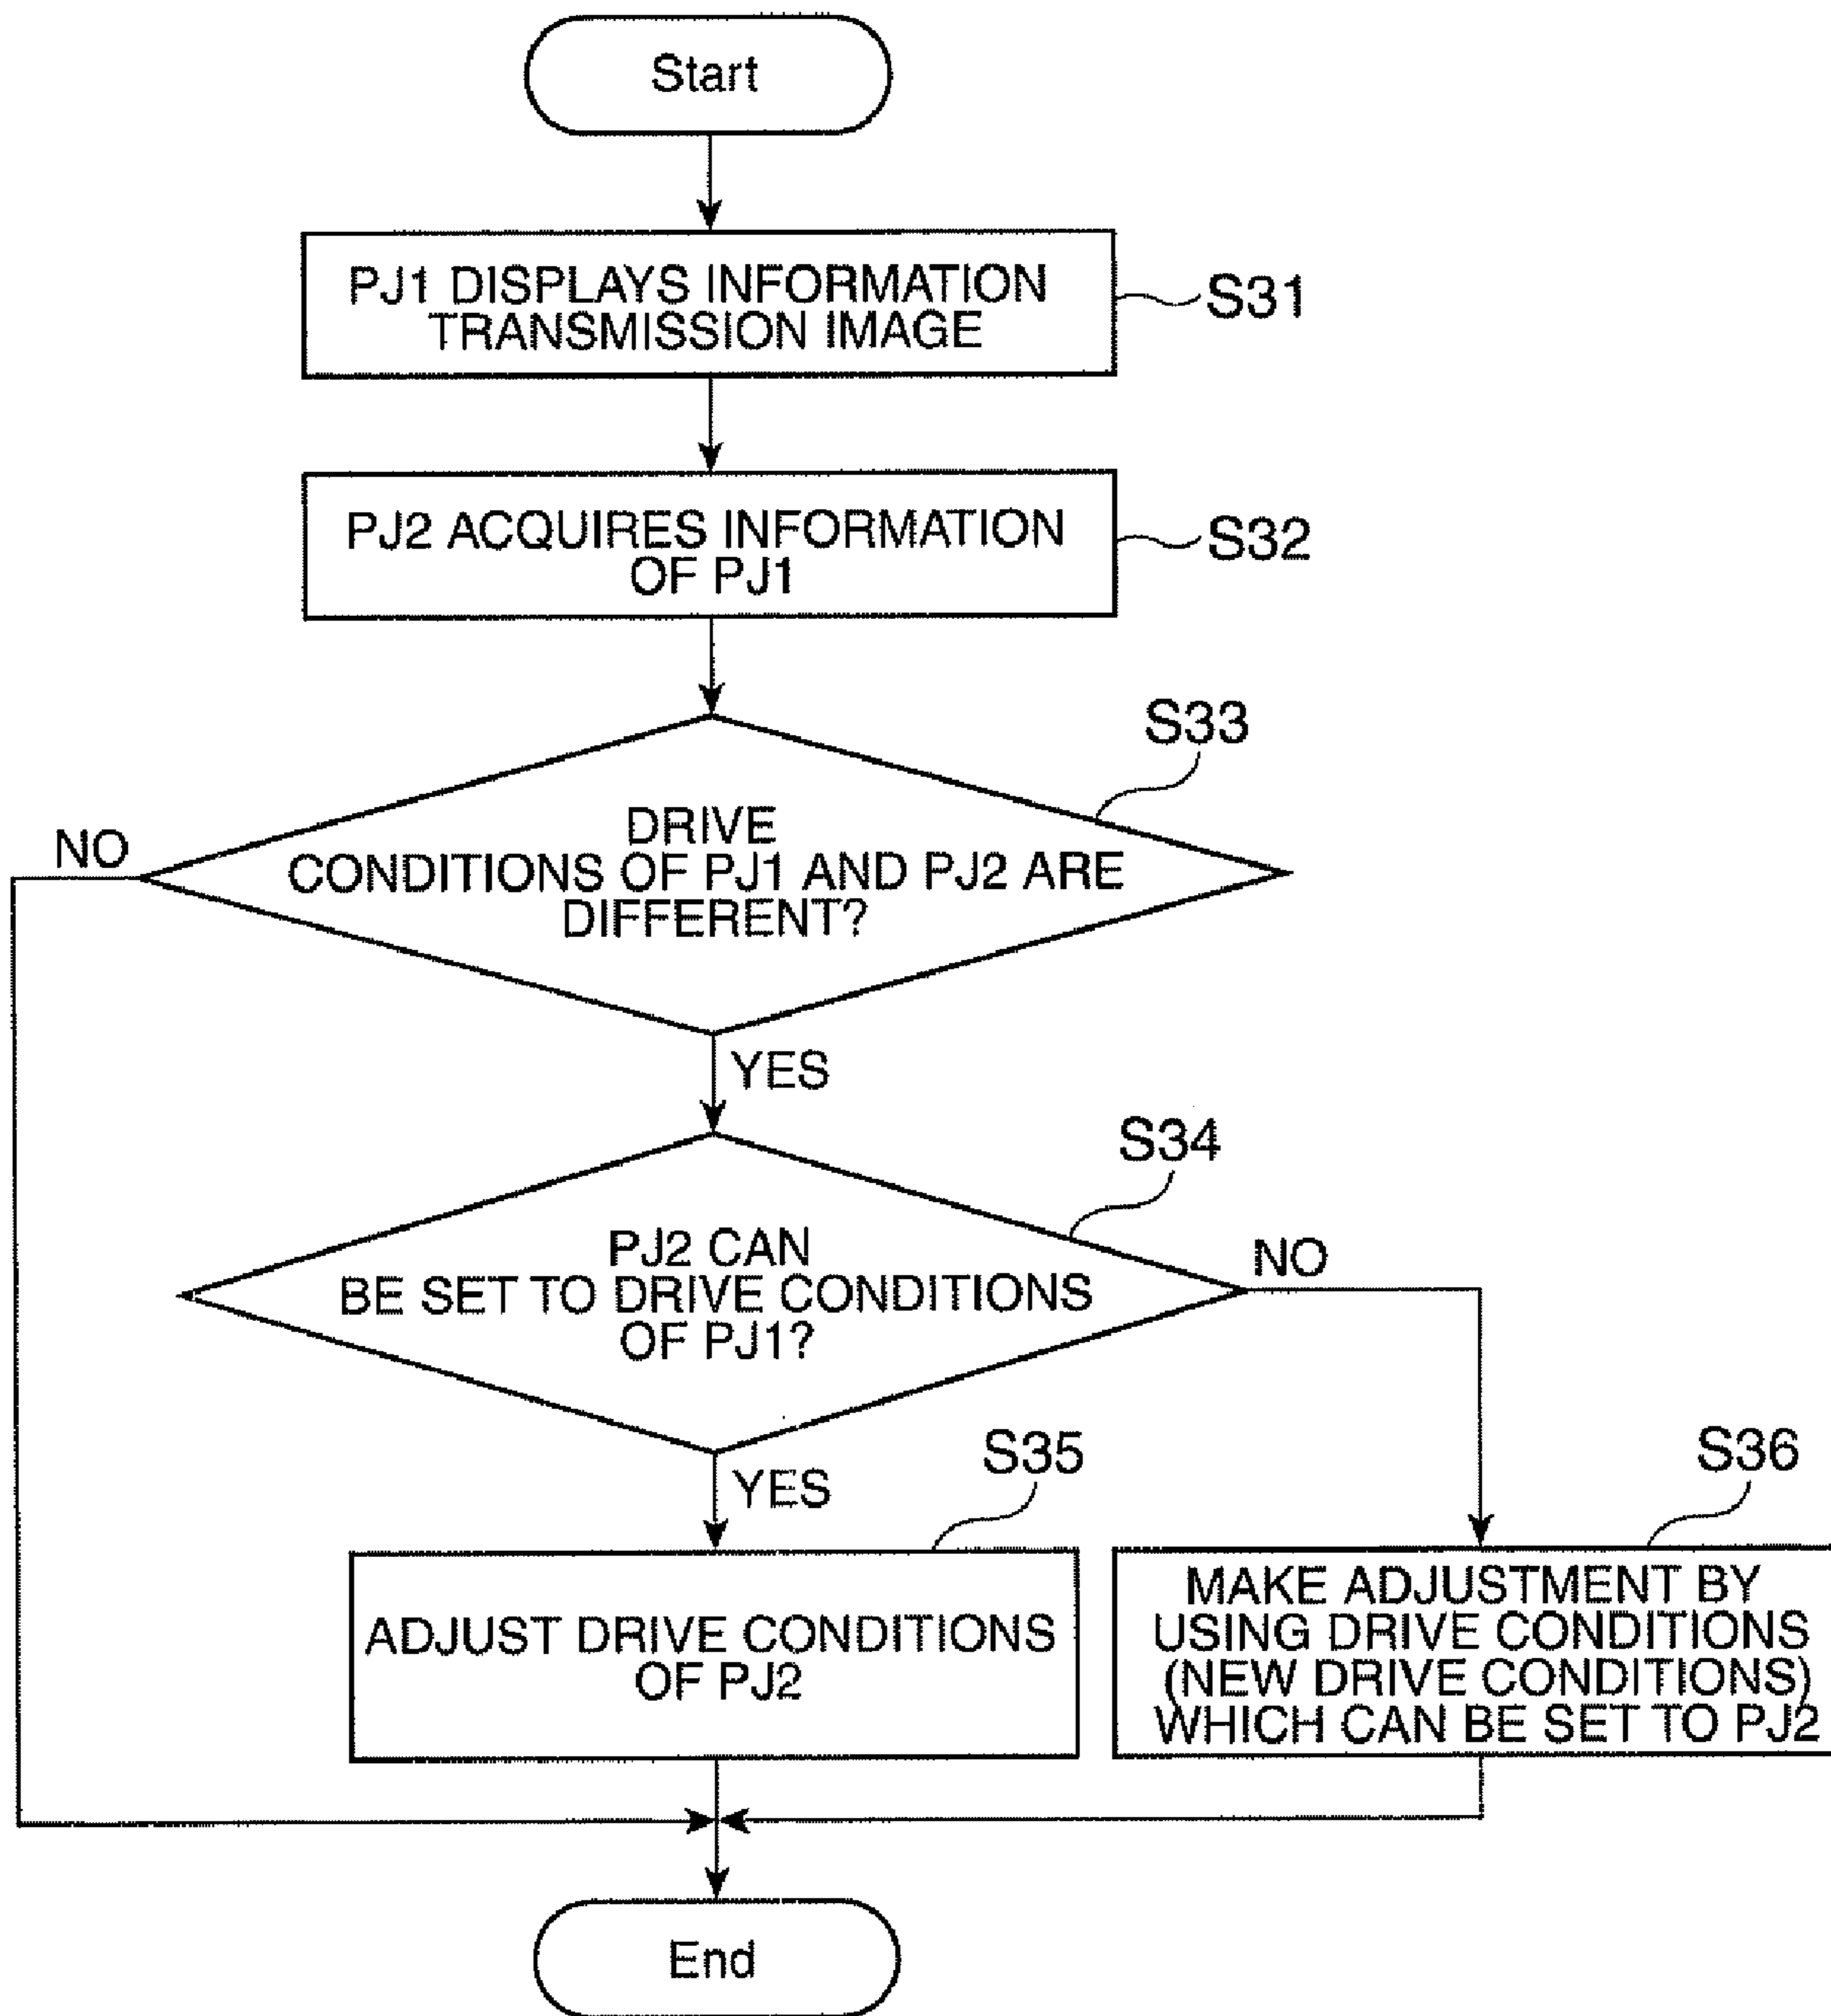 Start
PJ1 DISPLAYS INFORMATION
TRANSMISSION IMAGE
S31
PJ2 ACQUIRES INFORMATION
OF PJ1
S32
S33
DRIVE
CONDITIONS OF PJ1 AND PJ2 ARE
DIFFERENT?
NO
YES
S34
PJ2 CAN
BE SET TO DRIVE CONDITIONS
OF PJ1?
NO
YES
S35
ADJUST DRIVE CONDITIONS
OF PJ2
S36
MAKE ADJUSTMENT BY
USING DRIVE CONDITIONS
(NEW DRIVE CONDITIONS)
WHICH CAN BE SET TO PJ2
End